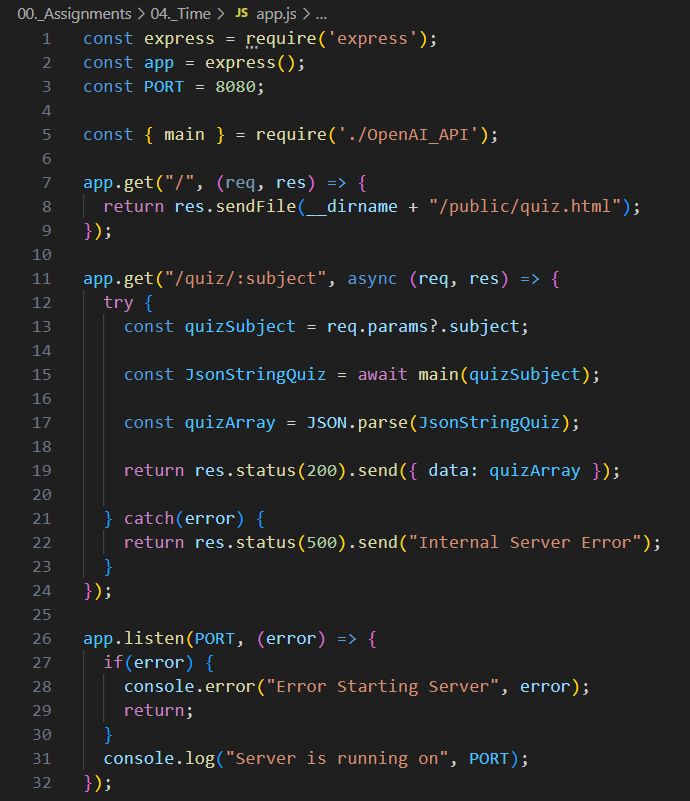 00._Assignments > 04._Time > JS app.js > ...
1 const express = require('express');
2 const app = express();
3 const PORT = 8080;
4
5 const { main } = require('./OpenAI_API');
6
7 app.get("/", (req, res) => {
8   return res.sendFile(__dirname + "/public/quiz.html");
9 });
10
11 app.get("/quiz/:subject", async (req, res) => {
12   try {
13     const quizSubject = req.params?.subject;
14
15     const JsonStringQuiz = await main(quizSubject);
16
17     const quizArray = JSON.parse(JsonStringQuiz);
18
19     return res.status(200).send({ data: quizArray });
20
21   } catch(error) {
22     return res.status(500).send("Internal Server Error");
23   }
24 });
25
26 app.listen(PORT, (error) => {
27   if(error) {
28     console.error("Error Starting Server", error);
29     return;
30   }
31   console.log("Server is running on", PORT);
32 });